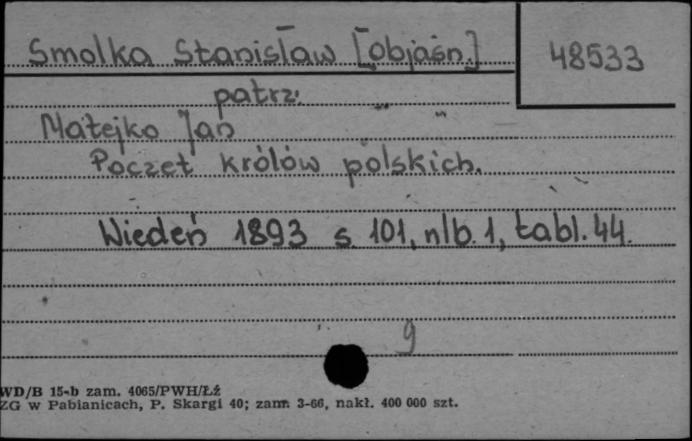 Smolka Stanisław [objaśn.]
48533
patrz:
Matejko Jan
Poczet królów polskich.
Wiedeń 1893 s. 101, nlb. 1, tabl. 44.
9
WD/B 15-b zam. 4065/PWH/Łź
ZG w Pabianicach, P. Skargi 40; zam. 3-66, nakł. 400 000 szt.